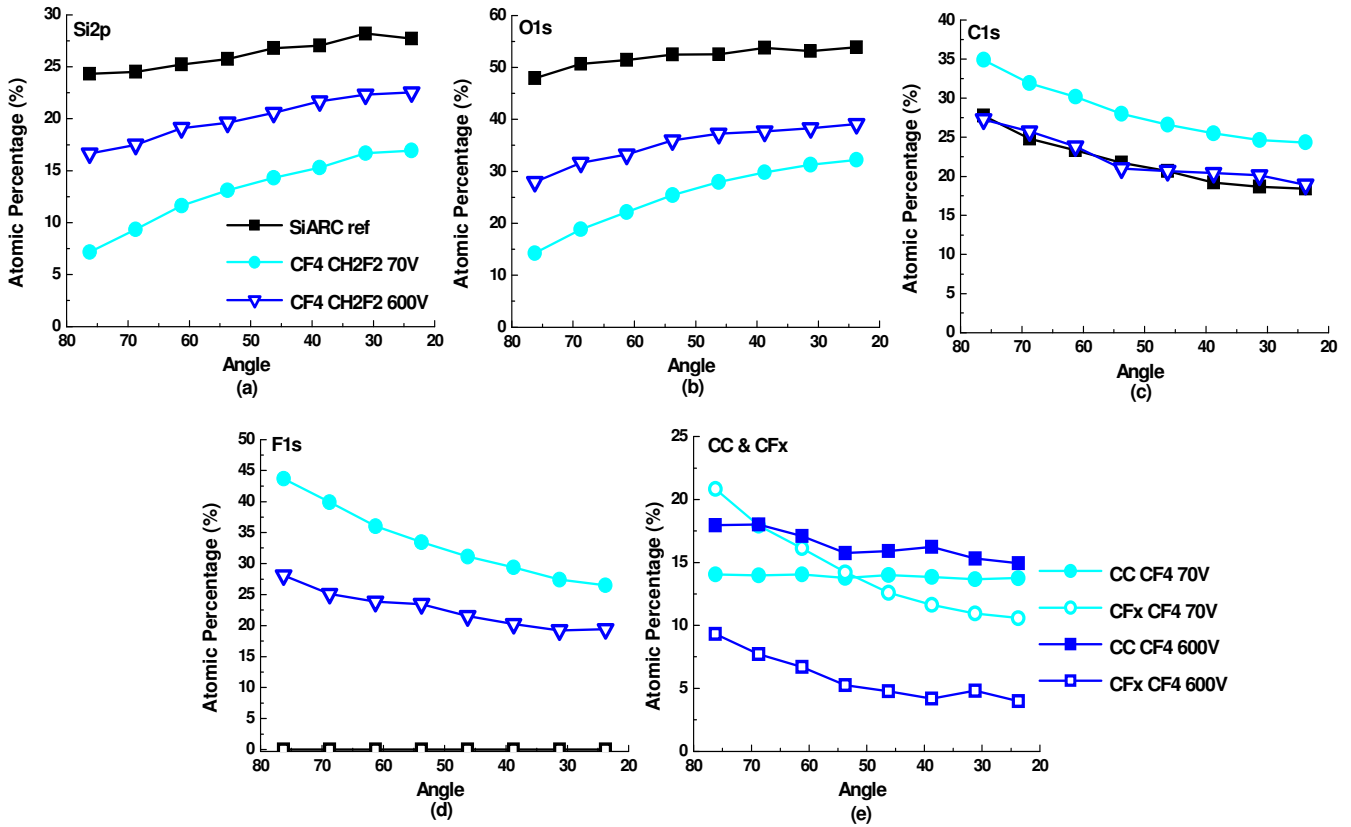 Si2p
Atomic Percentage (%)
30
25
20
15
10
5
0
SiARC ref
CF4 CH2F2 70V
CF4 CH2F2 600V
80 70 60 50 40 30 20
Angle
(a)
O1s
Atomic Percentage (%)
60
50
40
30
20
10
0
80 70 60 50 40 30 20
Angle
(b)
C1s
Atomic Percentage (%)
40
35
30
25
20
15
10
5
0
80 70 60 50 40 30 20
Angle
(c)
F1s
Atomic Percentage (%)
50
45
40
35
30
25
20
15
10
5
0
80 70 60 50 40 30 20
Angle
(d)
CC & CFx
Atomic Percentage (%)
25
20
15
10
5
0
80 70 60 50 40 30 20
Angle
(e)
CC CF4 70V
CFx CF4 70V
CC CF4 600V
CFx CF4 600V